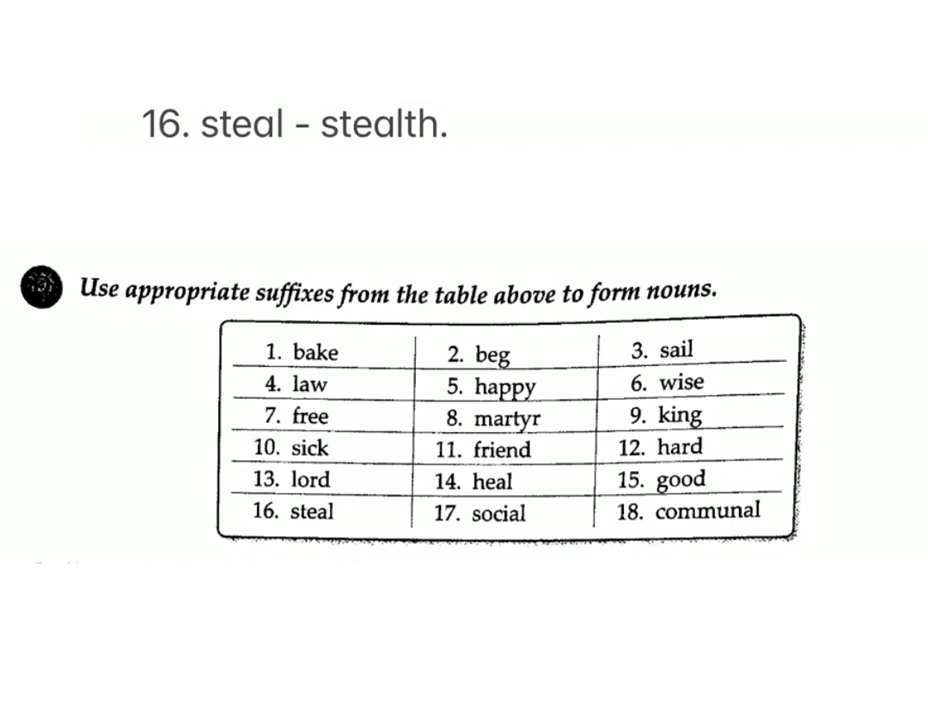 16. steal - stealth.
Use appropriate suffixes from the table above to form nouns.
1. bake 2. beg 3. sail
4. law 5. happy 6. wise
7. free 8. martyr 9. king
10. sick 11. friend 12. hard
13. lord 14. heal 15. good
16. steal 17. social 18. communal